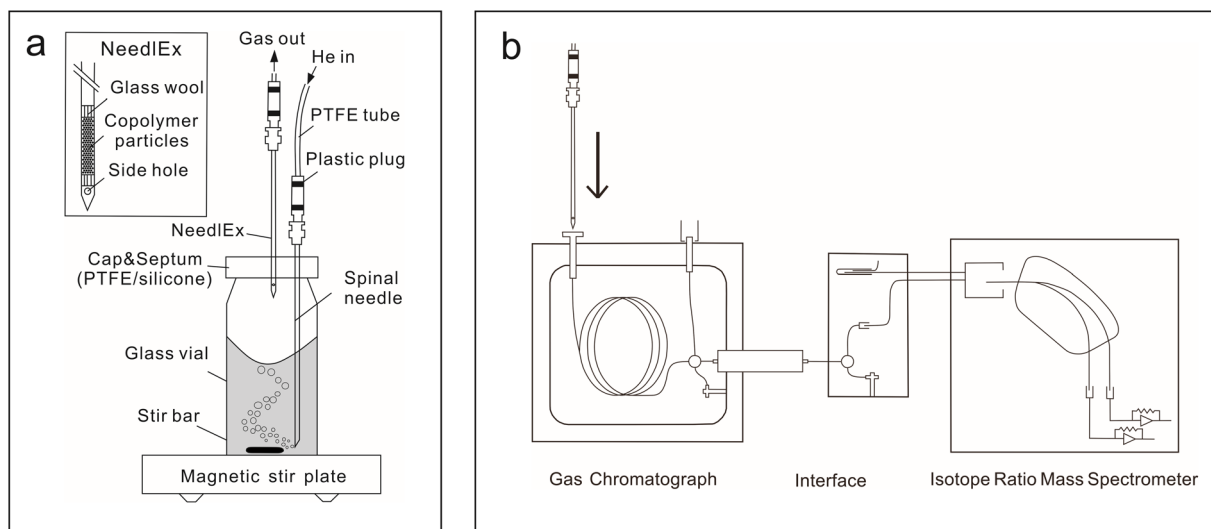 a
NeedlEx
Glass wool
Copolymer
particles
Side hole
Gas out
He in
PTFE tube
Plastic plug
NeedlEx
Cap&Septum
(PTFE/silicone)
Spinal
needle
Glass vial
Stir bar
Magnetic stir plate
b
Gas Chromatograph
Interface
Isotope Ratio Mass Spectrometer